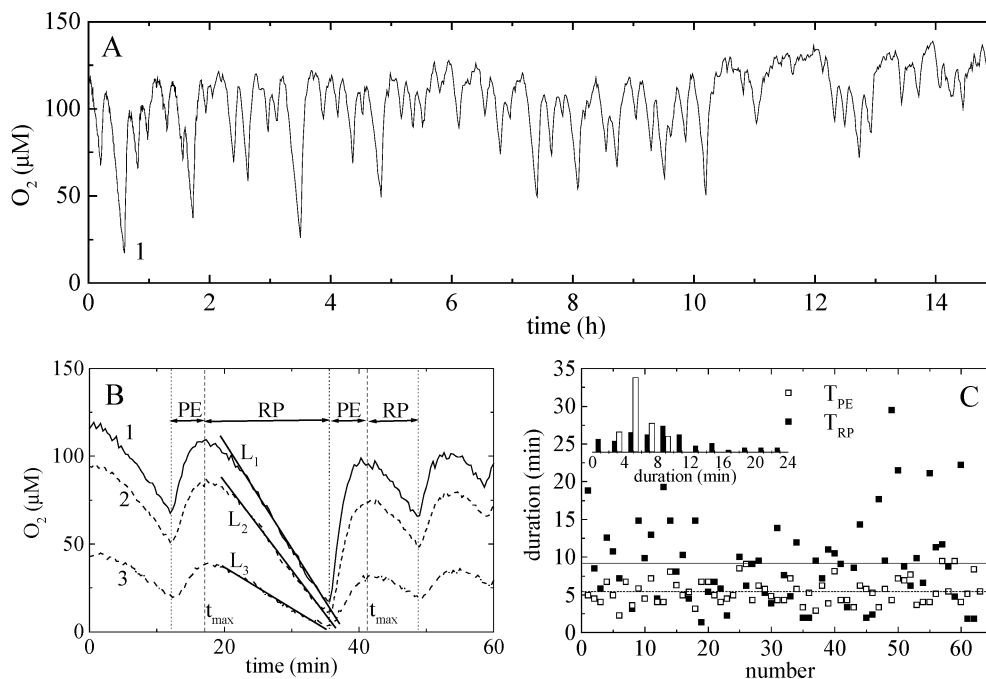 A
O2 (μM)
150
100
50
0
1
0 2 4 6 8 10 12 14
time (h)
B
O2 (μM)
150
100
50
0
PE RP PE RP
1
2
3
L1
L2
L3
tmax tmax
0 20 40 60
time (min)
C
duration (min)
35
30
25
20
15
10
5
0
TPE
TRP
0 4 8 12 16 20 24
duration (min)
0 10 20 30 40 50 60
number